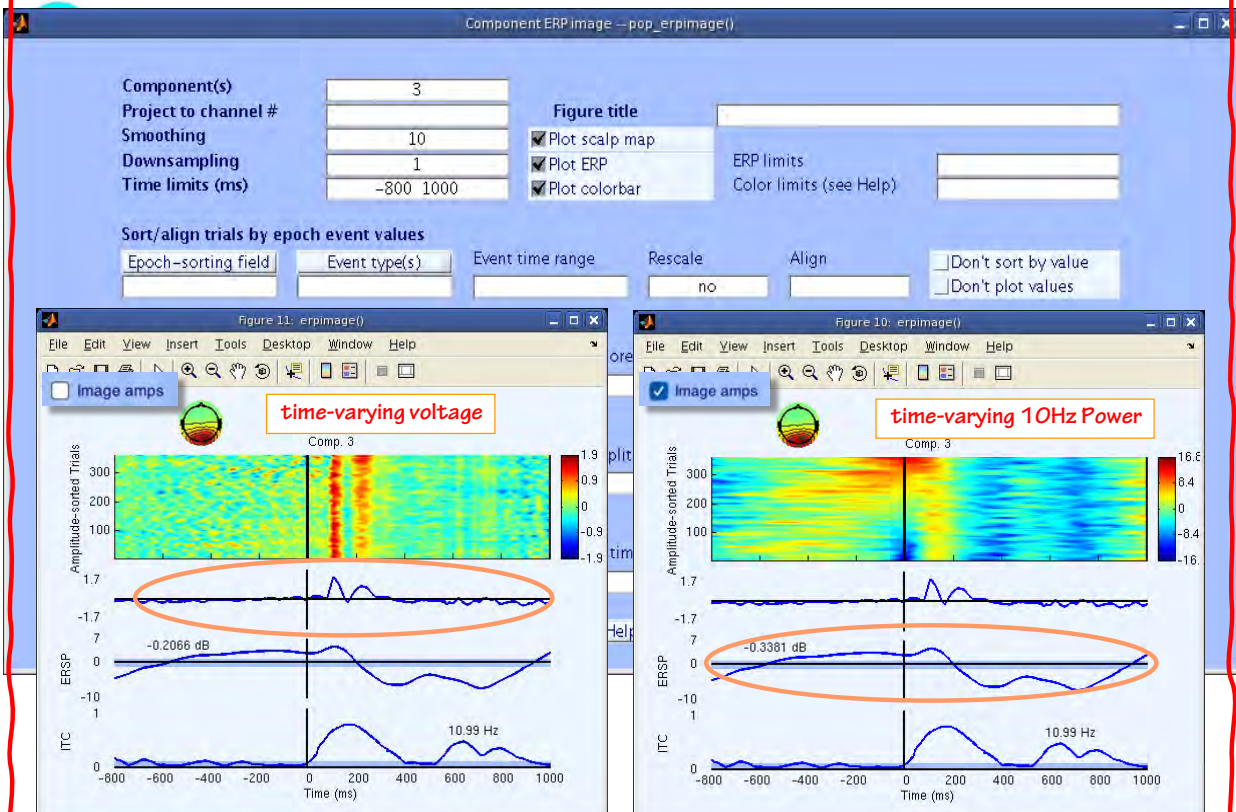 Component ERP image -- pop_erpimage()
Component(s) 3
Project to channel # Figure title
Smoothing 10 Plot scalp map
Downsampling 1 Plot ERP ERP limits
Time limits (ms) -800 1000 Plot colorbar Color limits (see Help)
Sort/align trials by epoch event values
Epoch-sorting field Event type(s) Event time range Rescale Align Don't sort by value
no Don't plot values
Figure 11: erpimage()
File Edit View Insert Tools Desktop Window Help
Image amps
time-varying voltage
Comp. 3
Amplitude-sorted Trials
300
200
100
1.9
0.9
0
-0.9
-1.9
1.7
-1.7
7
0
-10
ERSP
-0.2066 dB
1
0
ITC
10.99 Hz
-800 -600 -400 -200 0 200 400 600 800 1000
Time (ms)
Figure 10: erpimage()
File Edit View Insert Tools Desktop Window Help
Image amps
time-varying 10Hz Power
Comp. 3
Amplitude-sorted Trials
300
200
100
16.8
8.4
0
-8.4
-16.
1.7
-1.7
7
0
-10
ERSP
-0.3381 dB
1
0
ITC
10.99 Hz
-800 -600 -400 -200 0 200 400 600 800 1000
Time (ms)
Help